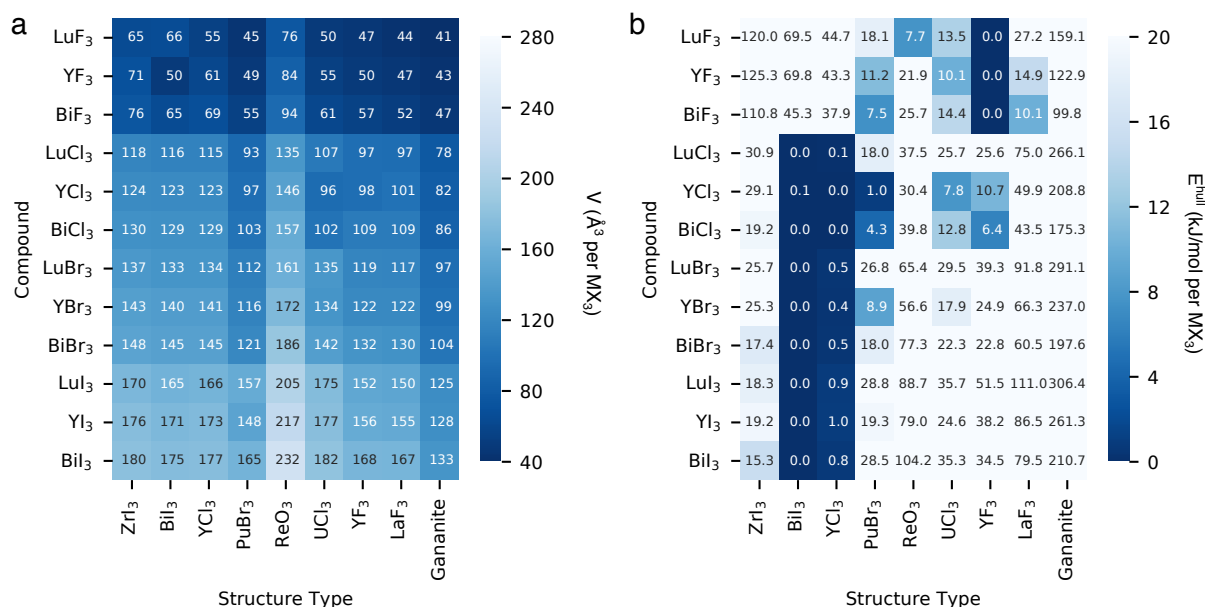 a
Compound
LuF₃ 65 66 55 45 76 50 47 44 41
YF₃ 71 50 61 49 84 55 50 47 43
BiF₃ 76 65 69 55 94 61 57 52 47
LuCl₃ 118 116 115 93 135 107 97 97 78
YCl₃ 124 123 123 97 146 96 98 101 82
BiCl₃ 130 129 129 103 157 102 109 109 86
LuBr₃ 137 133 134 112 161 135 119 117 97
YBr₃ 143 140 141 116 172 134 122 122 99
BiBr₃ 148 145 145 121 186 142 132 130 104
LuI₃ 170 165 166 157 205 175 152 150 125
YI₃ 176 171 173 148 217 177 156 155 128
BiI₃ 180 175 177 165 232 182 168 167 133
ZrI₃ BiI₃ YCl₃ PuBr₃ ReO₃ UCl₃ YF₃ LaF₃ Gananite
Structure Type
280
240
200
160
120
80
40
V (Å³ per MX₃)
b
Compound
LuF₃ 120.0 69.5 44.7 18.1 7.7 13.5 0.0 27.2 159.1
YF₃ 125.3 69.8 43.3 11.2 21.9 10.1 0.0 14.9 122.9
BiF₃ 110.8 45.3 37.9 7.5 25.7 14.4 0.0 10.1 99.8
LuCl₃ 30.9 0.0 0.1 18.0 37.5 25.7 25.6 75.0 266.1
YCl₃ 29.1 0.1 0.0 1.0 30.4 7.8 10.7 49.9 208.8
BiCl₃ 19.2 0.0 0.0 4.3 39.8 12.8 6.4 43.5 175.3
LuBr₃ 25.7 0.0 0.5 26.8 65.4 29.5 39.3 91.8 291.1
YBr₃ 25.3 0.0 0.4 8.9 56.6 17.9 24.9 66.3 237.0
BiBr₃ 17.4 0.0 0.5 18.0 77.3 22.3 22.8 60.5 197.6
LuI₃ 18.3 0.0 0.9 28.8 88.7 35.7 51.5 111.0 306.4
YI₃ 19.2 0.0 1.0 19.3 79.0 24.6 38.2 86.5 261.3
BiI₃ 15.3 0.0 0.8 28.5 104.2 35.3 34.5 79.5 210.7
ZrI₃ BiI₃ YCl₃ PuBr₃ ReO₃ UCl₃ YF₃ LaF₃ Gananite
Structure Type
20
16
12
8
4
0
Eʰᵘˡˡ (kJ/mol per MX₃)